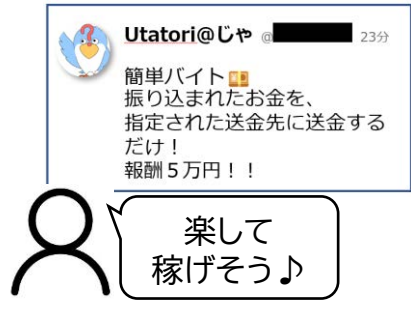 Utatori@じゃ @ 23分
簡単バイト💴
振り込まれたお金を、
指定された送金先に送金する
だけ！
報酬５万円！！
楽して
稼げそう♪